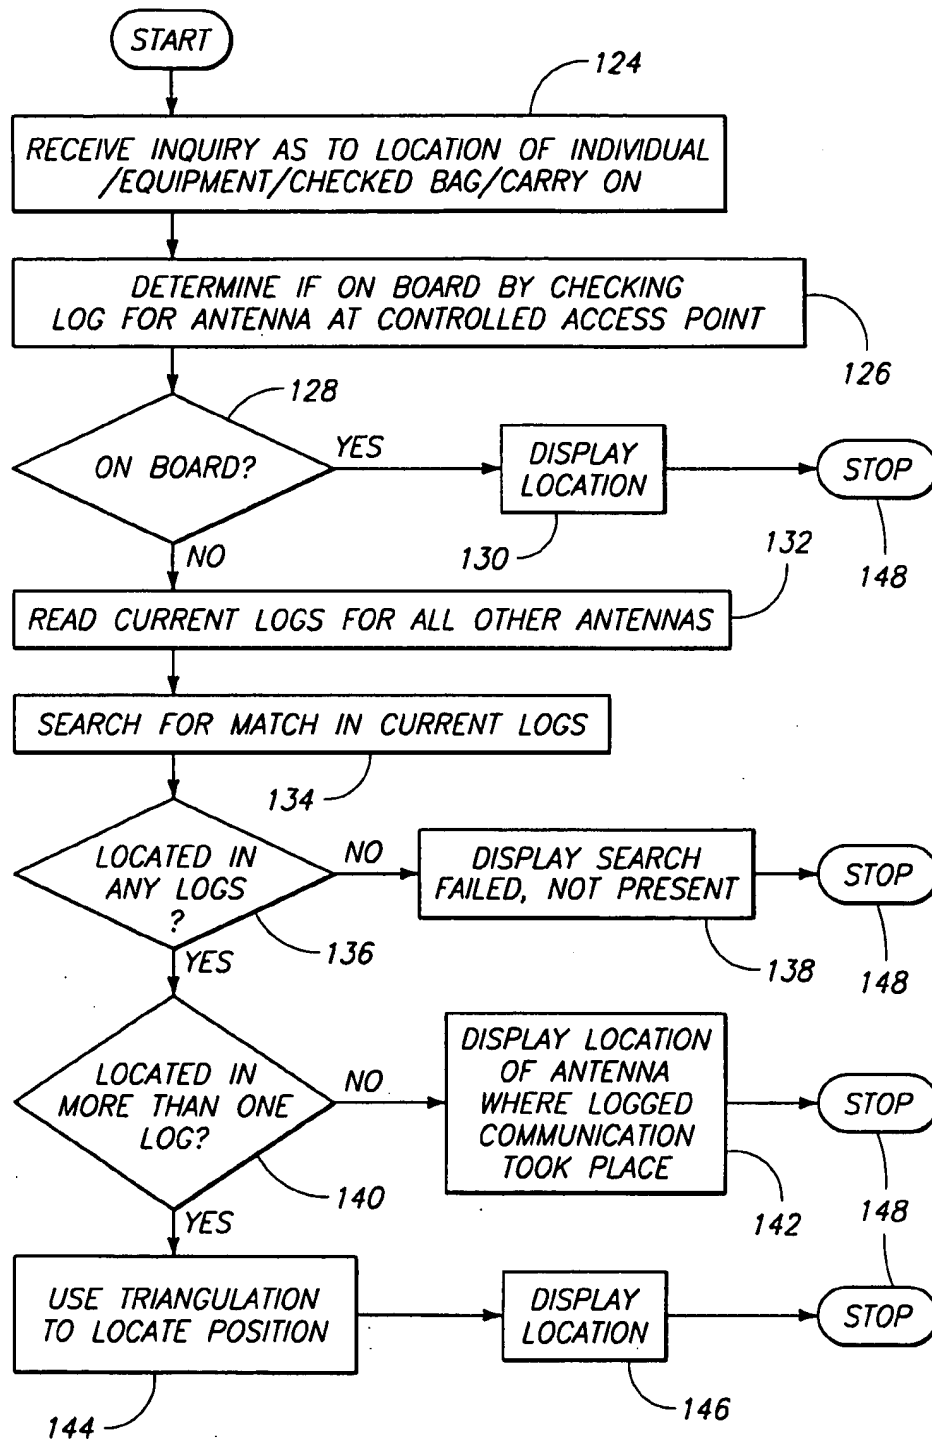 START
124
RECEIVE INQUIRY AS TO LOCATION OF INDIVIDUAL
/EQUIPMENT/CHECKED BAG/CARRY ON
DETERMINE IF ON BOARD BY CHECKING
LOG FOR ANTENNA AT CONTROLLED ACCESS POINT
126
128
ON BOARD?
YES
DISPLAY
LOCATION
STOP
130
148
NO
132
READ CURRENT LOGS FOR ALL OTHER ANTENNAS
SEARCH FOR MATCH IN CURRENT LOGS
134
LOCATED IN
ANY LOGS
?
NO
DISPLAY SEARCH
FAILED, NOT PRESENT
STOP
136
138
148
YES
LOCATED IN
MORE THAN ONE
LOG?
NO
DISPLAY LOCATION
OF ANTENNA
WHERE LOGGED
COMMUNICATION
TOOK PLACE
STOP
140
142
148
YES
USE TRIANGULATION
TO LOCATE POSITION
DISPLAY
LOCATION
STOP
144
146